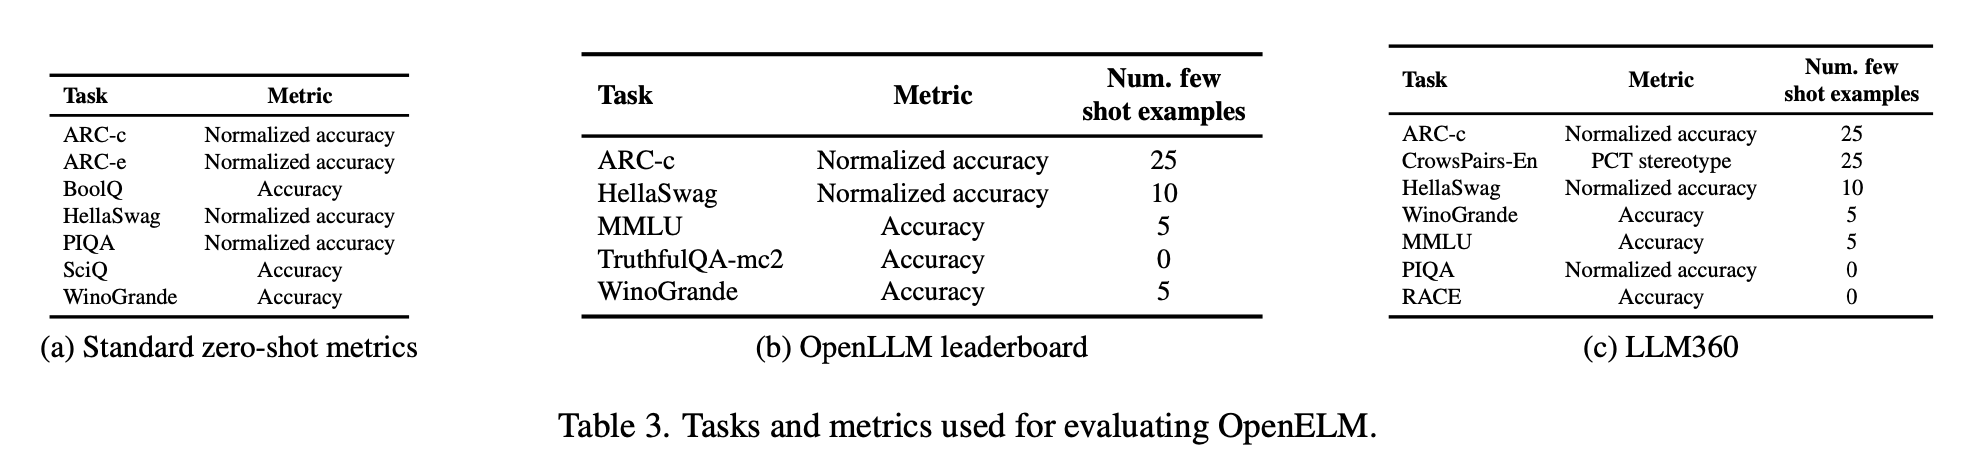 Task Metric
ARC-c Normalized accuracy
ARC-e Normalized accuracy
BoolQ Accuracy
HellaSwag Normalized accuracy
PIQA Normalized accuracy
SciQ Accuracy
WinoGrande Accuracy
(a) Standard zero-shot metrics
Task Metric Num. few
shot examples
ARC-c Normalized accuracy 25
HellaSwag Normalized accuracy 10
MMLU Accuracy 5
TruthfulQA-mc2 Accuracy 0
WinoGrande Accuracy 5
(b) OpenLLM leaderboard
Task Metric Num. few
shot examples
ARC-c Normalized accuracy 25
CrowsPairs-En PCT stereotype 25
HellaSwag Normalized accuracy 10
WinoGrande Accuracy 5
MMLU Accuracy 5
PIQA Normalized accuracy 0
RACE Accuracy 0
(c) LLM360
Table 3. Tasks and metrics used for evaluating OpenELM.